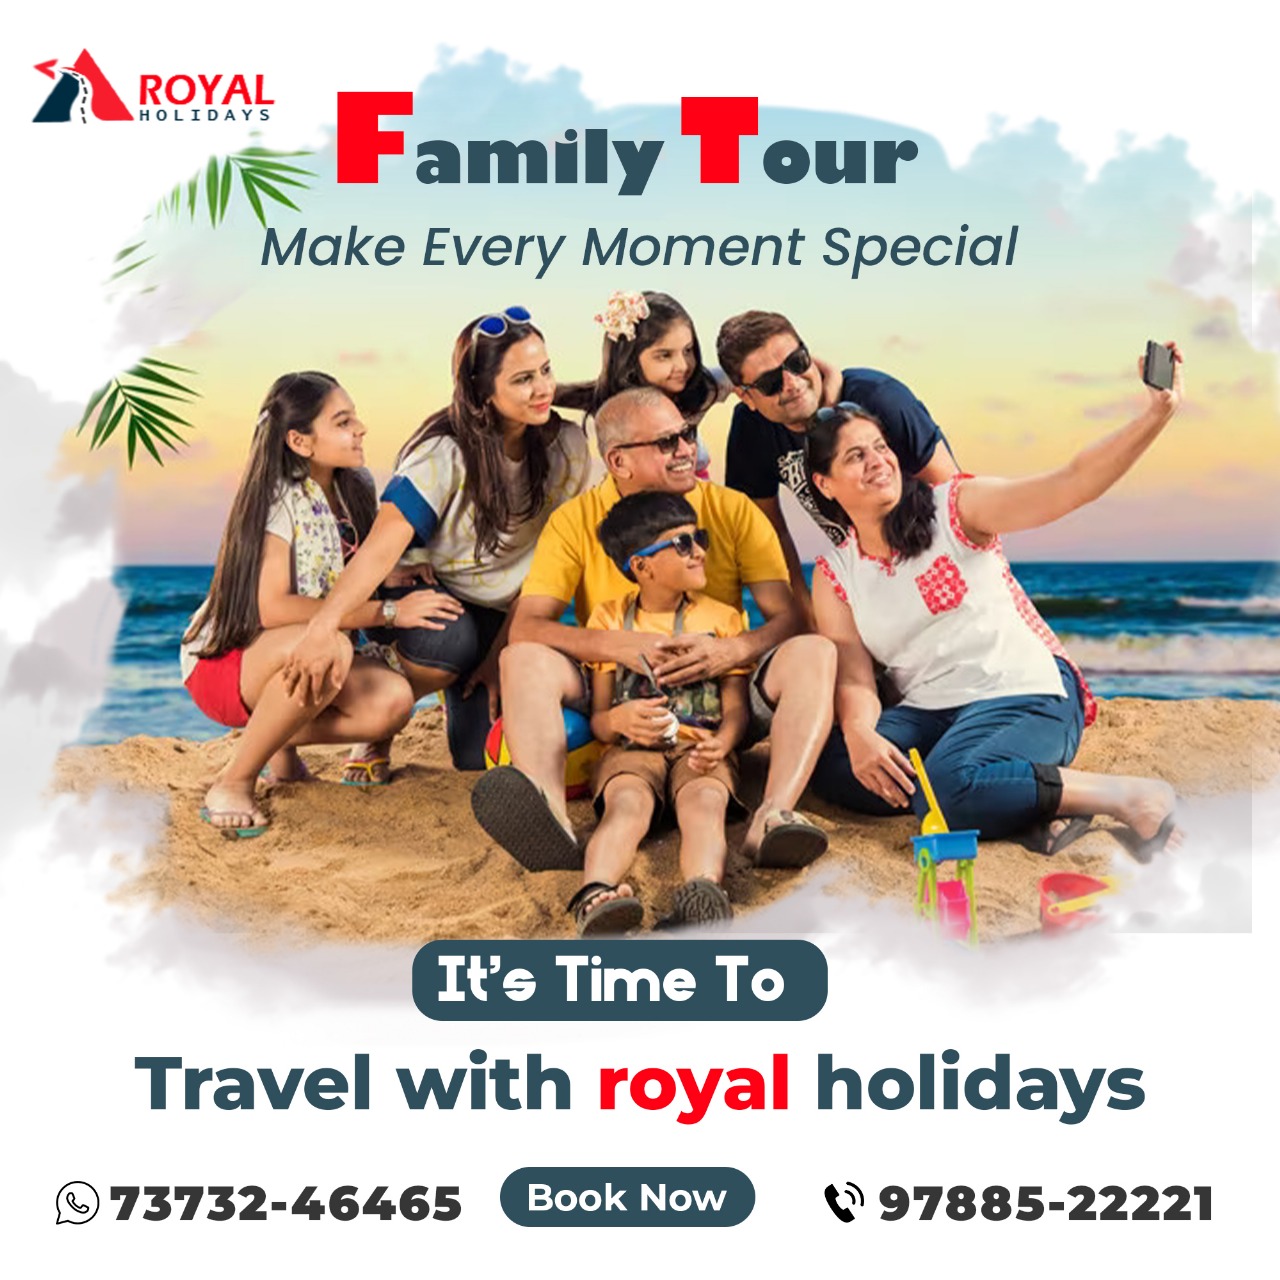 ROYAL
HOLIDAYS
Family Tour
Make Every Moment Special
It's Time To
Travel with royal holidays
73732-46465
Book Now
97885-22221